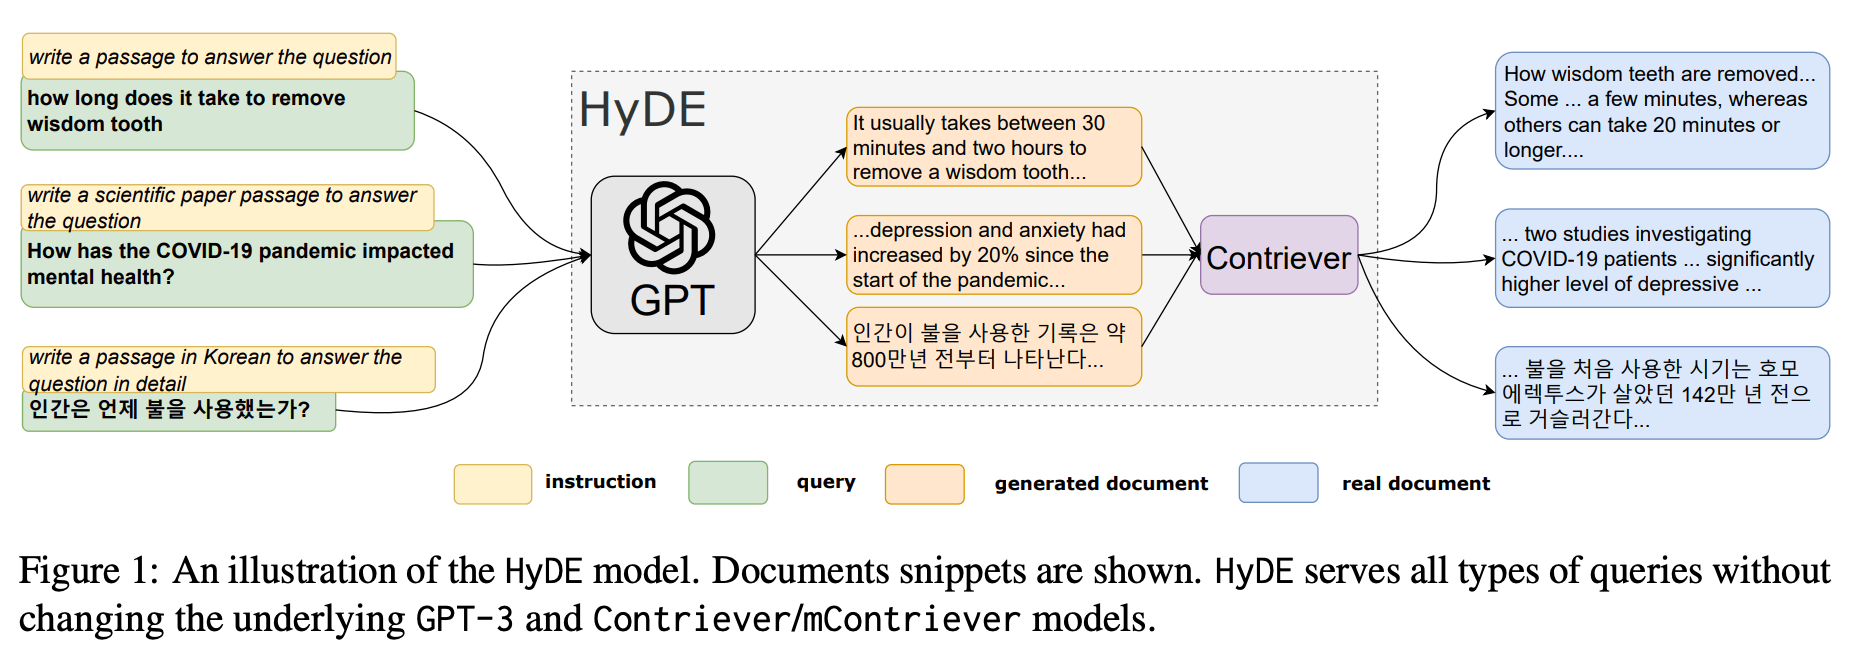 write a passage to answer the question
how long does it take to remove
wisdom tooth
write a scientific paper passage to answer
the question
How has the COVID-19 pandemic impacted
mental health?
write a passage in Korean to answer the
question in detail
인간은 언제 불을 사용했는가?
HyDE
GPT
It usually takes between 30
minutes and two hours to
remove a wisdom tooth...
...depression and anxiety had
increased by 20% since the
start of the pandemic...
인간이 불을 사용한 기록은 약
800만년 전부터 나타난다...
Contriever
How wisdom teeth are removed...
Some ... a few minutes, whereas
others can take 20 minutes or
longer....
... two studies investigating
COVID-19 patients ... significantly
higher level of depressive ...
... 불을 처음 사용한 시기는 호모
에렉투스가 살았던 142만 년 전으
로 거슬러간다...
instruction
query
generated document
real document
Figure 1: An illustration of the HyDE model. Documents snippets are shown. HyDE serves all types of queries without
changing the underlying GPT-3 and Contriever/mContriever models.